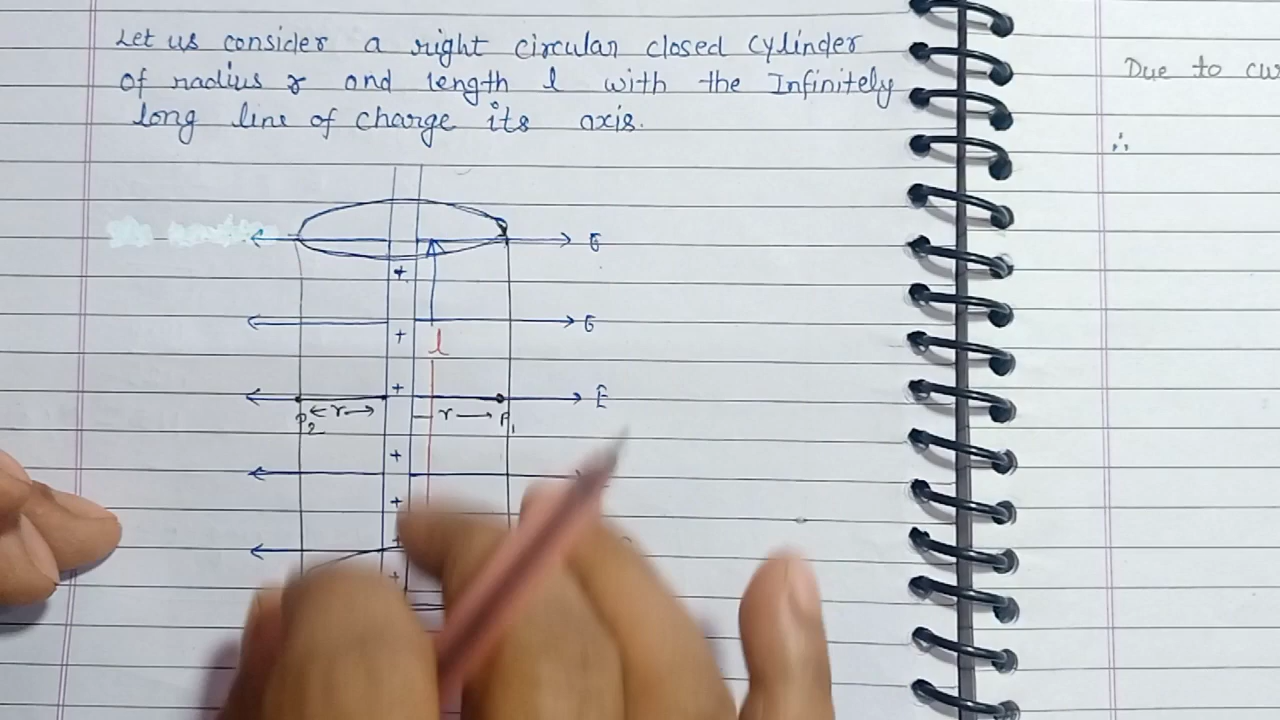 Let us consider a right circular closed cylinder
of radius r and length l with the Infinitely
long line of charge its axis.
Due to cu
∴
E
+
E
+
l
+
E
P2 ← r →
— r → P1
+
+
+
+